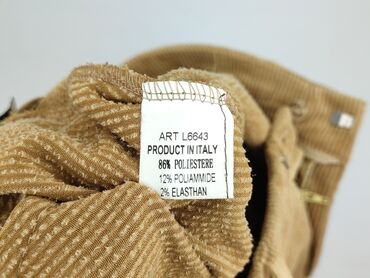 ART L6643
PRODUCT IN ITALY
86% POLIESTERE
12% POLIAMMIDE
2% ELASTHAN